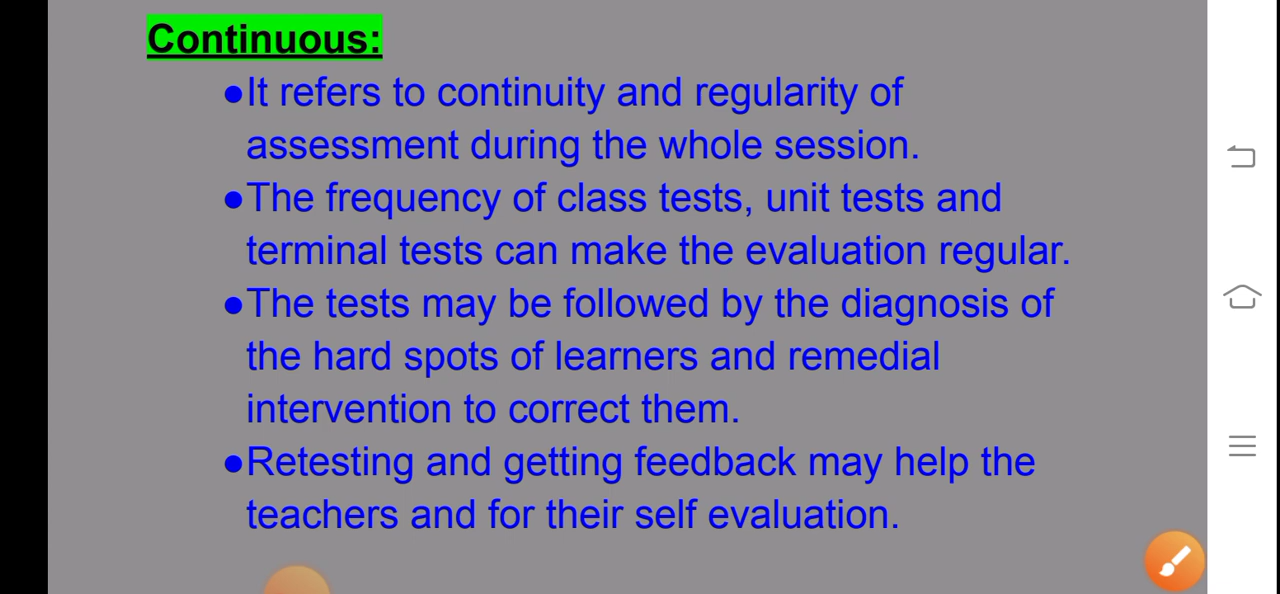 Continuous:
●It refers to continuity and regularity of
assessment during the whole session.
●The frequency of class tests, unit tests and
terminal tests can make the evaluation regular.
●The tests may be followed by the diagnosis of
the hard spots of learners and remedial
intervention to correct them.
●Retesting and getting feedback may help the
teachers and for their self evaluation.